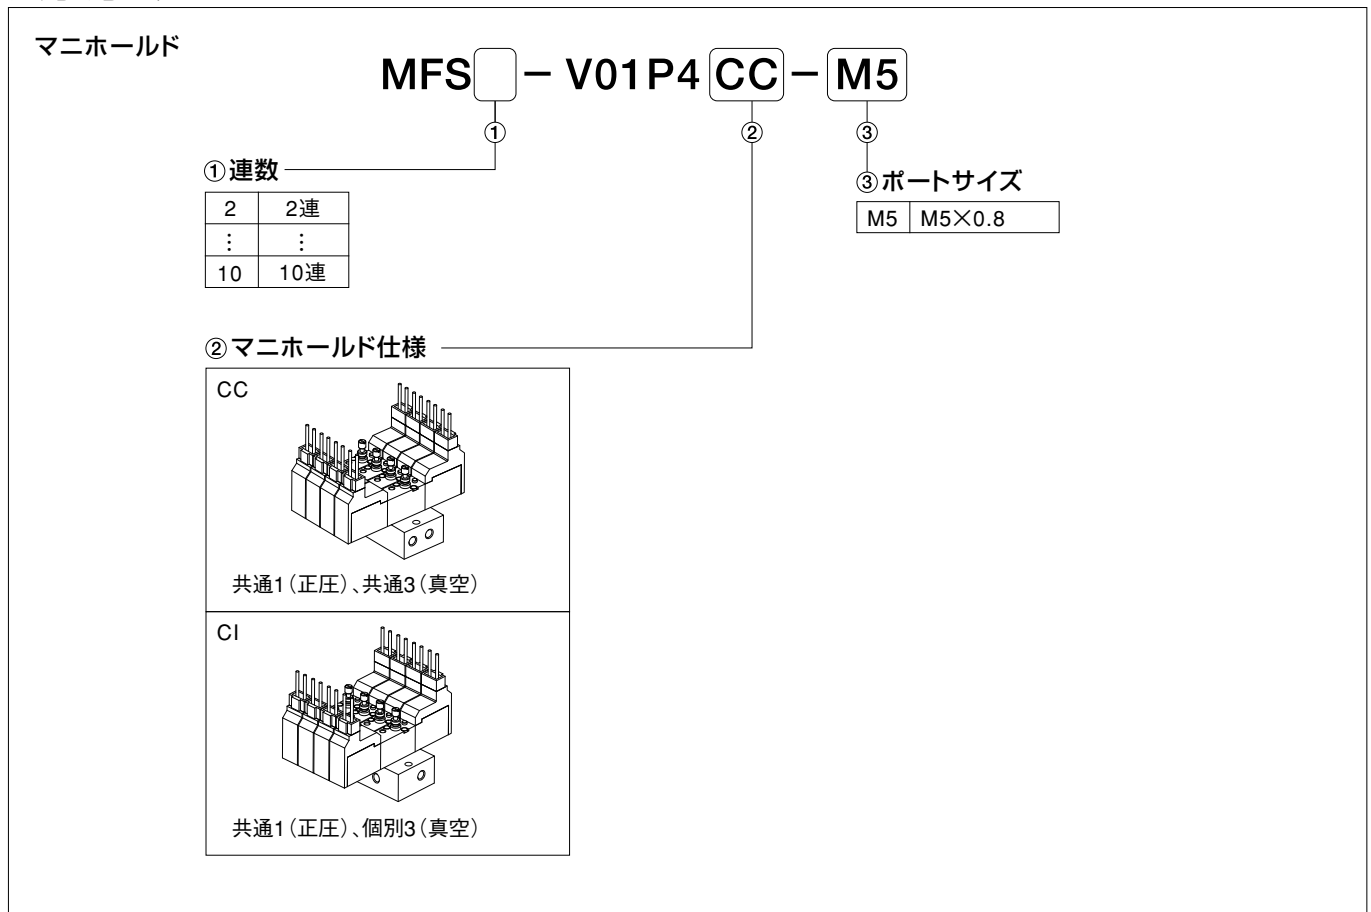 マニホールド
MFS□－V01P4 CC－M5
① ② ③
①連数
2 2連
⋮ ⋮
10 10連
③ポートサイズ
M5 M5×0.8
②マニホールド仕様
CC
共通1（正圧）、共通3（真空）
CI
共通1（正圧）、個別3（真空）